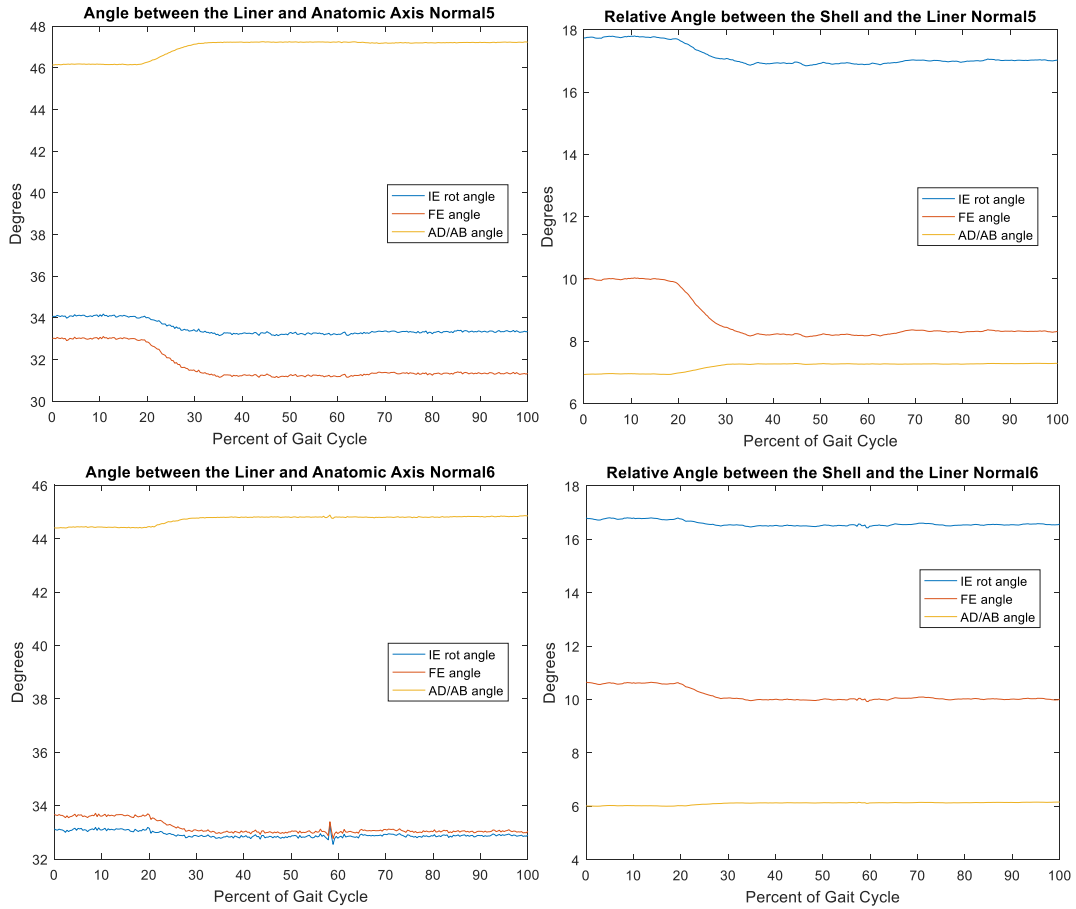 Angle between the Liner and Anatomic Axis Normal5
48
46
44
42
40
38
36
34
32
30
Degrees
IE rot angle
FE angle
AD/AB angle
0 10 20 30 40 50 60 70 80 90 100
Percent of Gait Cycle
Relative Angle between the Shell and the Liner Normal5
18
16
14
12
10
8
6
Degrees
IE rot angle
FE angle
AD/AB angle
0 10 20 30 40 50 60 70 80 90 100
Percent of Gait Cycle
Angle between the Liner and Anatomic Axis Normal6
46
44
42
40
38
36
34
32
Degrees
IE rot angle
FE angle
AD/AB angle
0 10 20 30 40 50 60 70 80 90 100
Percent of Gait Cycle
Relative Angle between the Shell and the Liner Normal6
18
16
14
12
10
8
6
4
Degrees
IE rot angle
FE angle
AD/AB angle
0 10 20 30 40 50 60 70 80 90 100
Percent of Gait Cycle